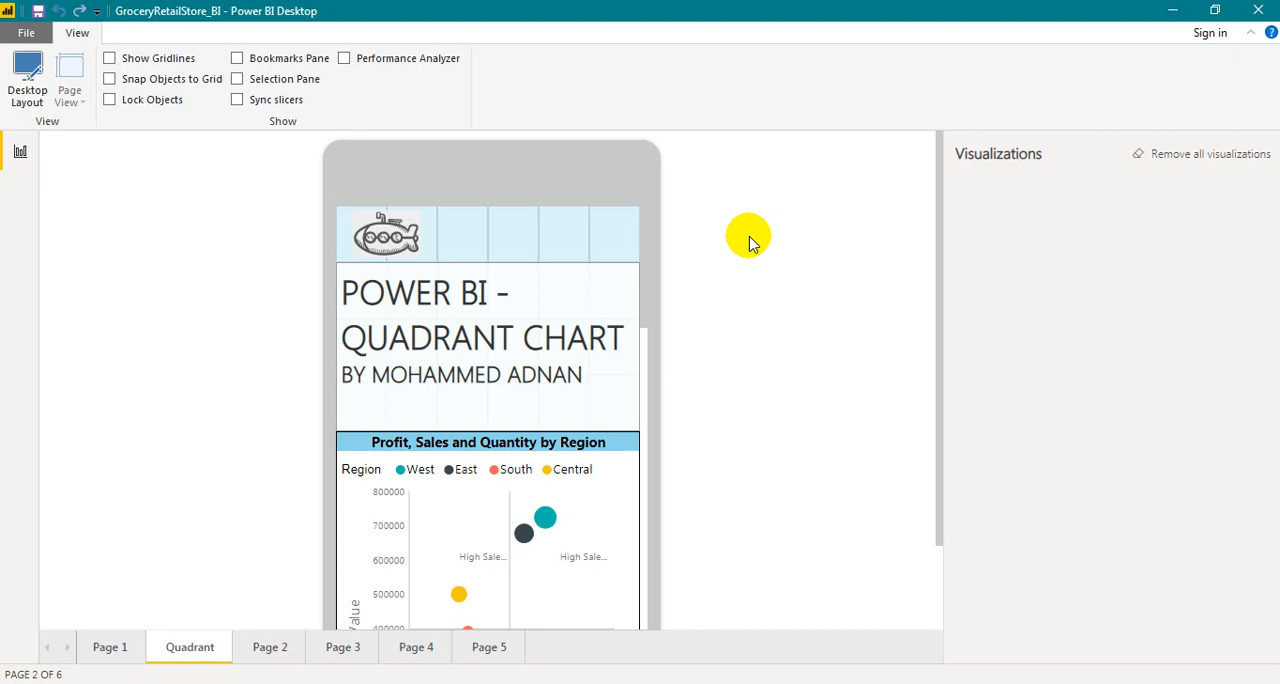 GroceryRetailStore_BI - Power BI Desktop
File
View
Sign in
Desktop
Layout
Page
View
View
Show Gridlines
Snap Objects to Grid
Lock Objects
Bookmarks Pane
Selection Pane
Sync slicers
Performance Analyzer
Show
POWER BI -
QUADRANT CHART
BY MOHAMMED ADNAN
Profit, Sales and Quantity by Region
Region West East South Central
800000
700000
600000
500000
400000
Value
High Sale...
High Sale...
Visualizations
Remove all visualizations
Page 1
Quadrant
Page 2
Page 3
Page 4
Page 5
PAGE 2 OF 6